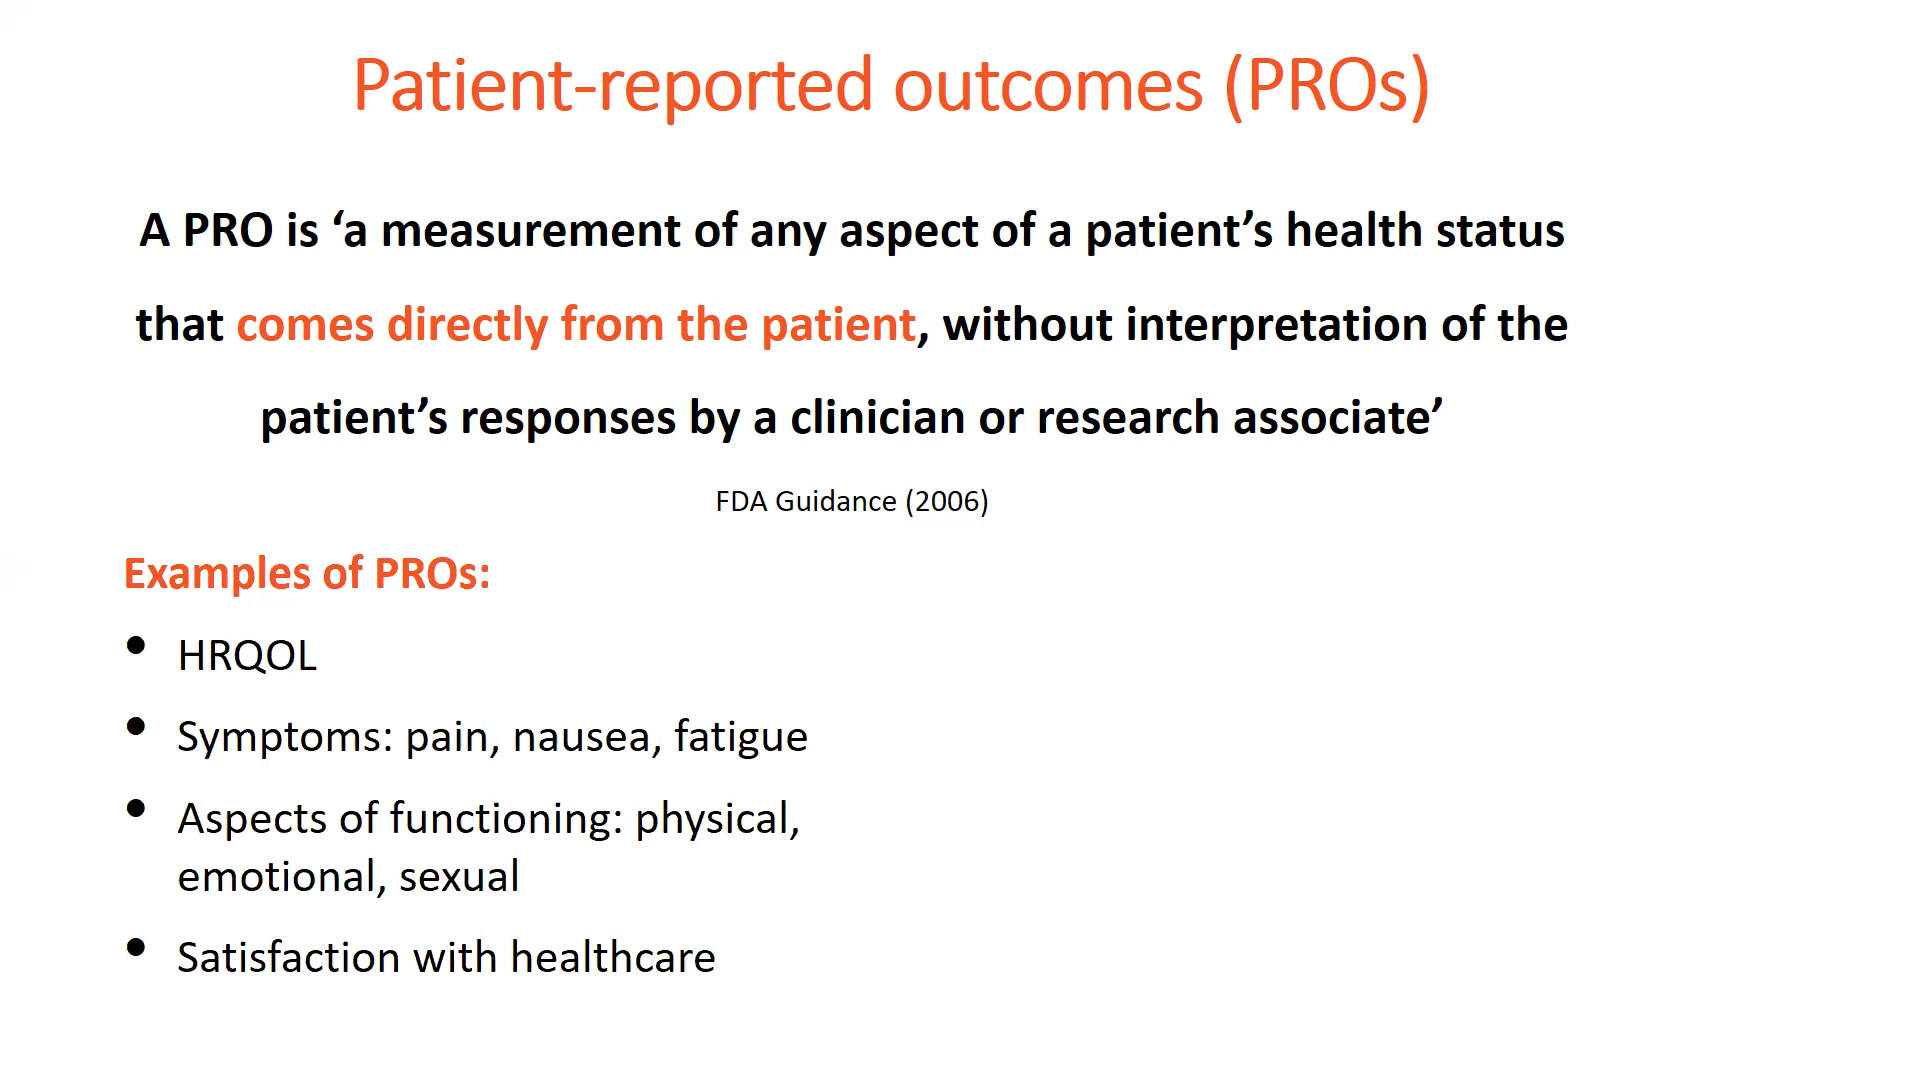 Patient-reported outcomes (PROs)
A PRO is ‘a measurement of any aspect of a patient’s health status
that comes directly from the patient, without interpretation of the
patient’s responses by a clinician or research associate’
FDA Guidance (2006)
Examples of PROs:
• HRQOL
• Symptoms: pain, nausea, fatigue
• Aspects of functioning: physical,
emotional, sexual
• Satisfaction with healthcare